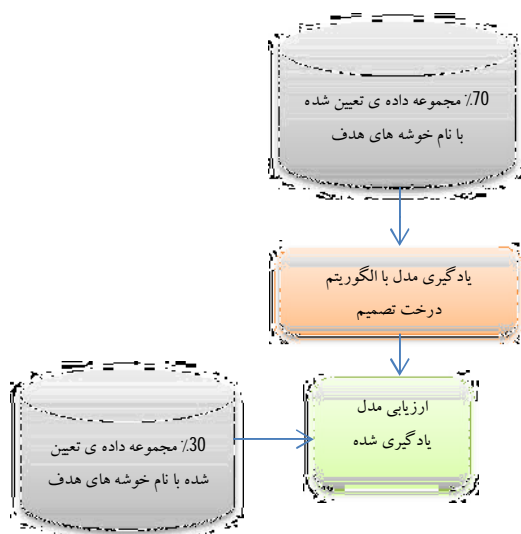 70٪ مجموعه داده ی تعیین شده
با نام خوشه های هدف
یادگیری مدل با الگوریتم
درخت تصمیم
ارزیابی مدل
یادگیری شده
30٪ مجموعه داده ی تعیین
شده با نام خوشه های هدف